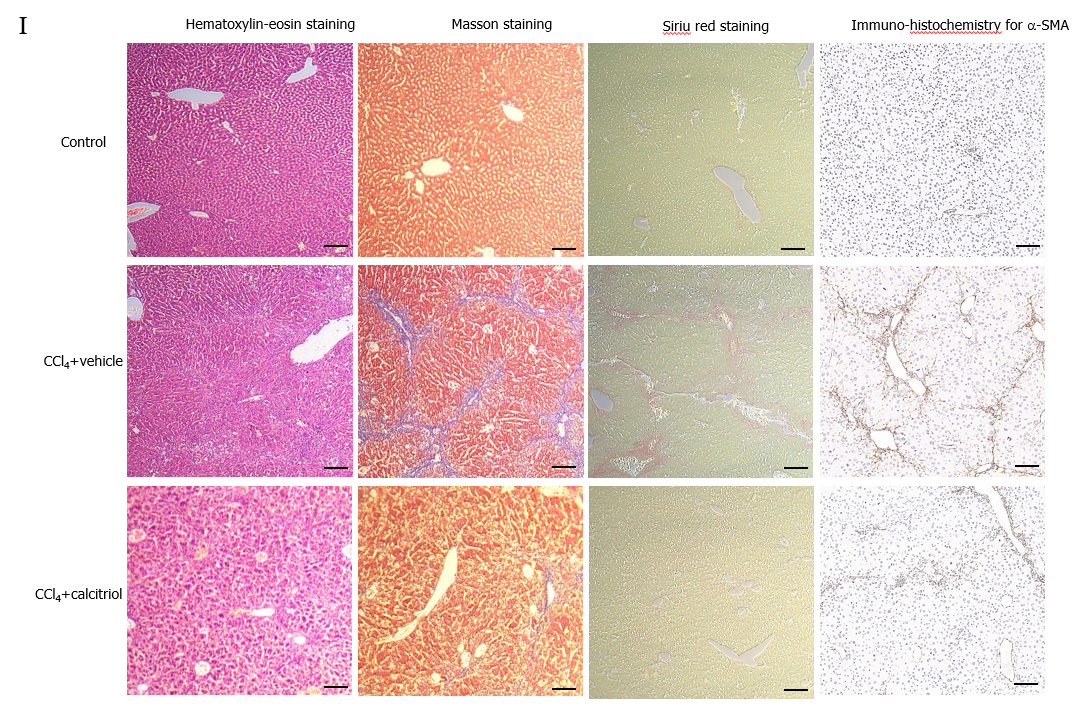 I
Hematoxylin-eosin staining Masson staining Siriu red staining Immuno-histochemistry for α-SMA
Control
CCl₄+vehicle
CCl₄+calcitriol